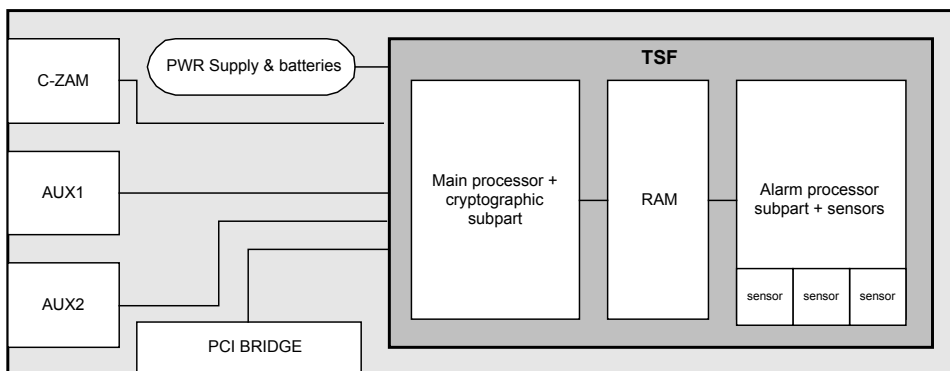 C-ZAM
PWR Supply & batteries
TSF
Main processor +
cryptographic
subpart
RAM
Alarm processor
subpart + sensors
sensor
sensor
sensor
AUX1
AUX2
PCI BRIDGE